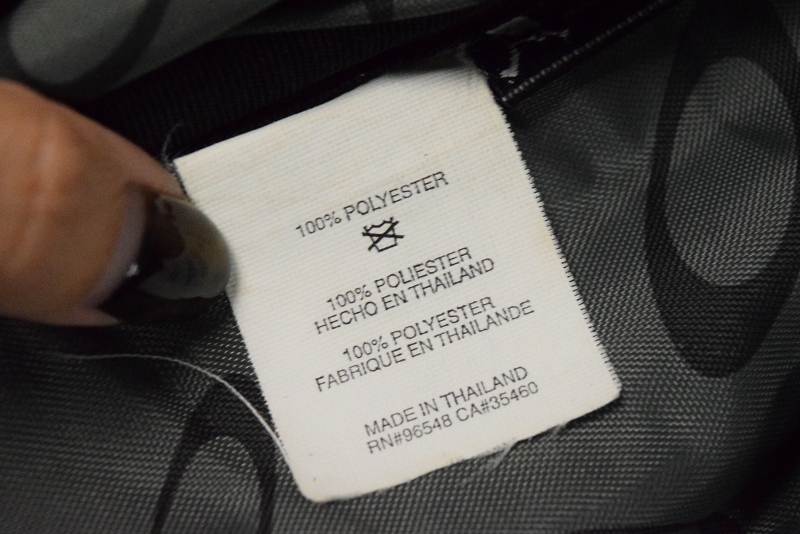 100% POLYESTER
100% POLIESTER
HECHO EN THAILAND
100% POLYESTER
FABRIQUE EN THAILANDE
MADE IN THAILAND
RN#96548 CA#35460